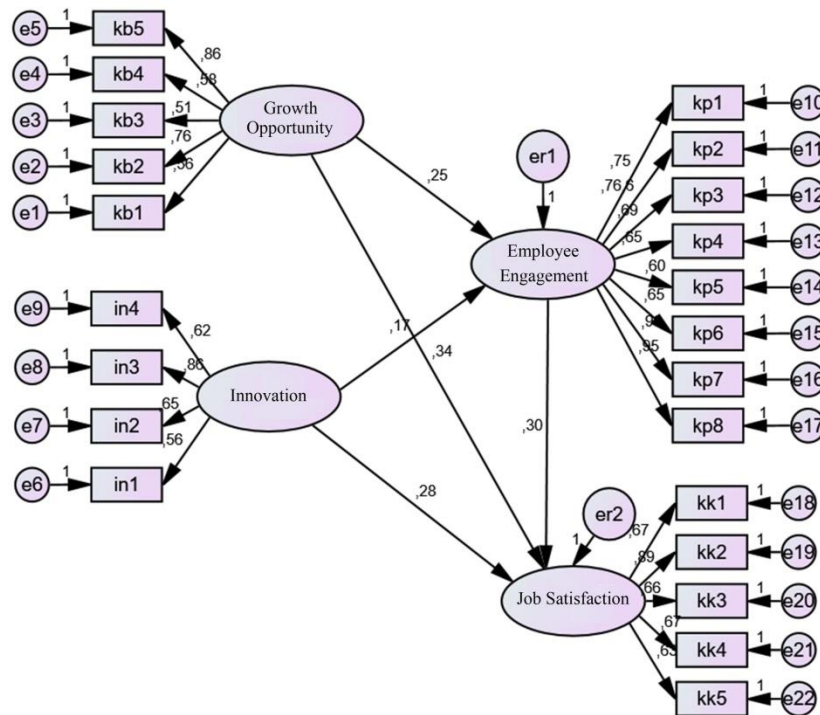 e5 1 kb5 ,86
e4 1 kb4 ,58
e3 1 kb3 ,51
e2 1 kb2 ,76
e1 1 kb1
Growth
Opportunity
e9 1 in4 ,62
e8 1 in3 ,86
e7 1 in2 ,65
e6 1 in1 ,56
Innovation
,25
,17
,34
,28
,30
er1
1
Employee
Engagement
,75 kp1 1 e10
,76 kp2 1 e11
,69 kp3 1 e12
,65 kp4 1 e13
,60 kp5 1 e14
,65 kp6 1 e15
kp7 1 e16
,95 kp8 1 e17
er2
1
Job Satisfaction
,67 kk1 1 e18
,89 kk2 1 e19
,66 kk3 1 e20
,67 kk4 1 e21
kk5 1 e22